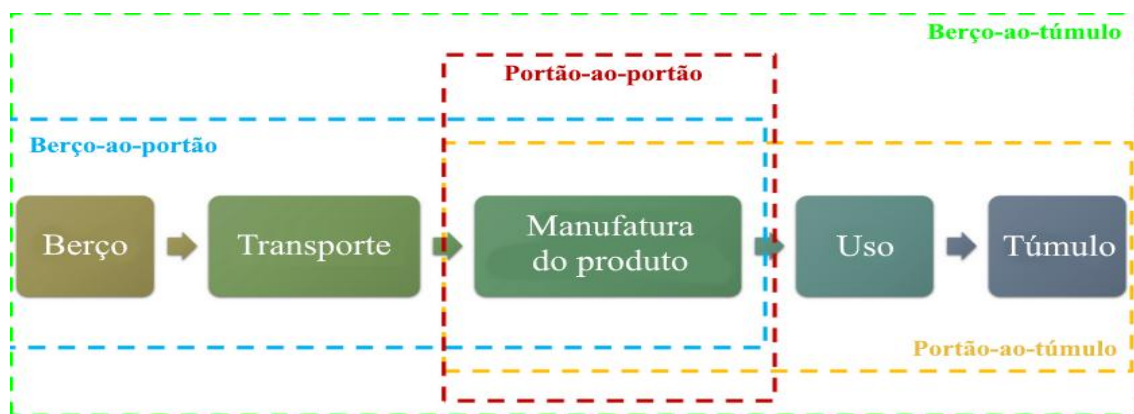 Berço-ao-túmulo
Portão-ao-portão
Berço-ao-portão
Berço
Transporte
Manufatura
do produto
Uso
Túmulo
Portão-ao-túmulo